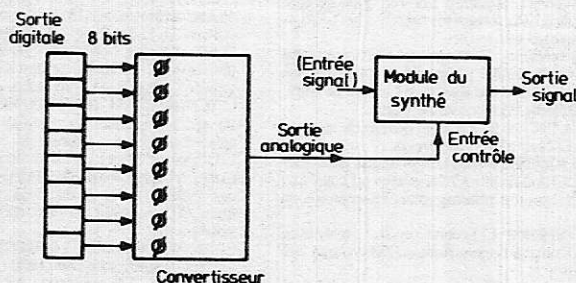 Sortie
digitale
8 bits
(Entrée
signal)
Module du
synthé
Sortie
signal
Sortie
analogique
Entrée
contrôle
Convertisseur